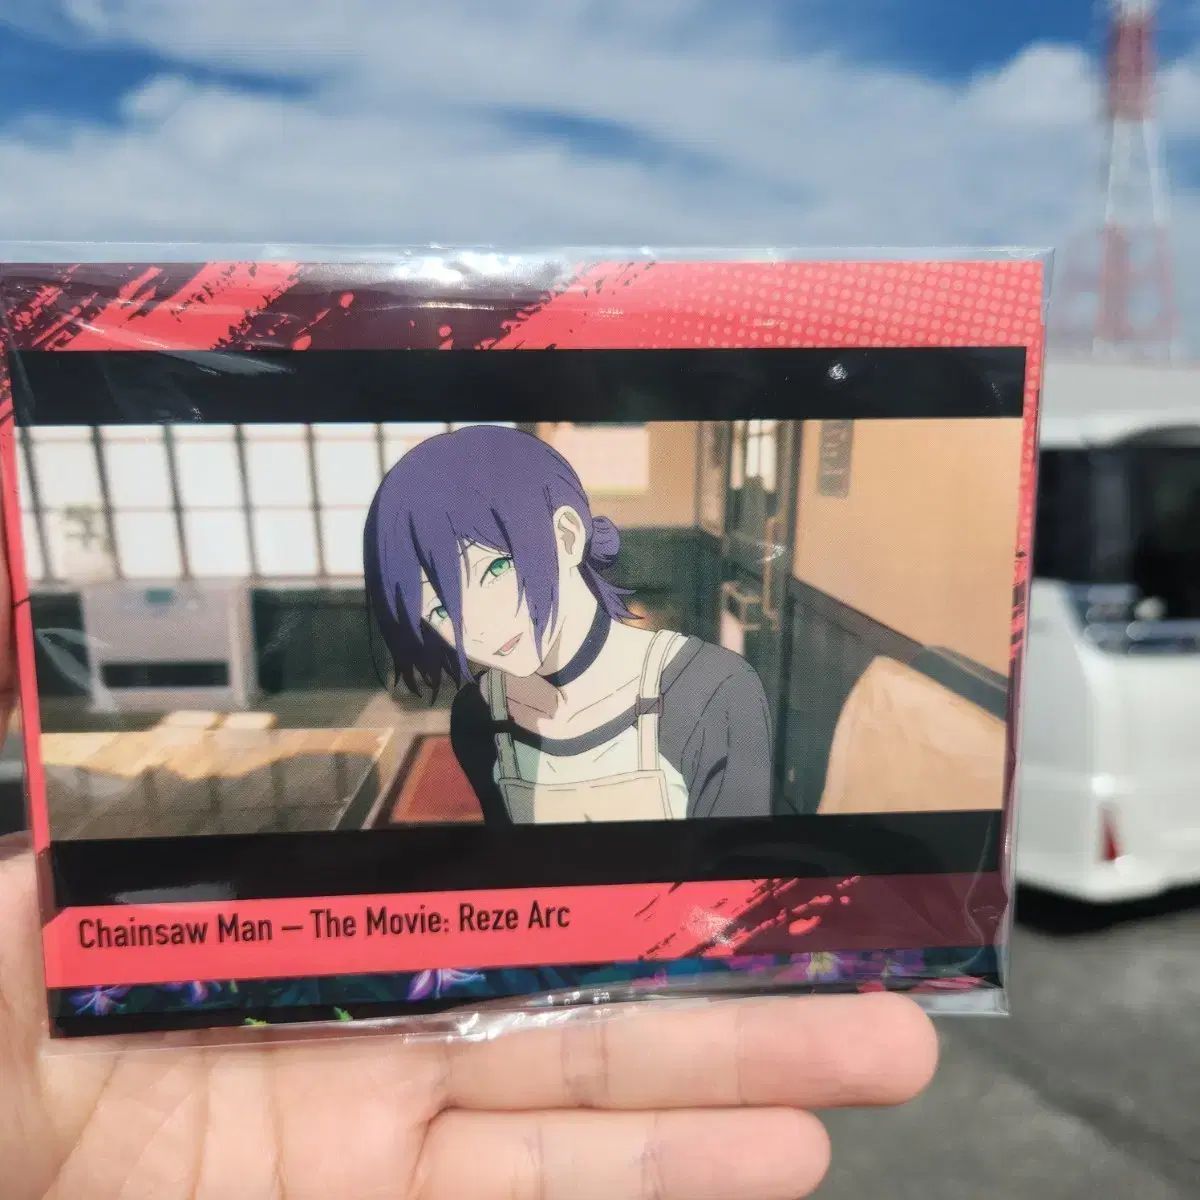 Chainsaw Man – The Movie: Reze Arc